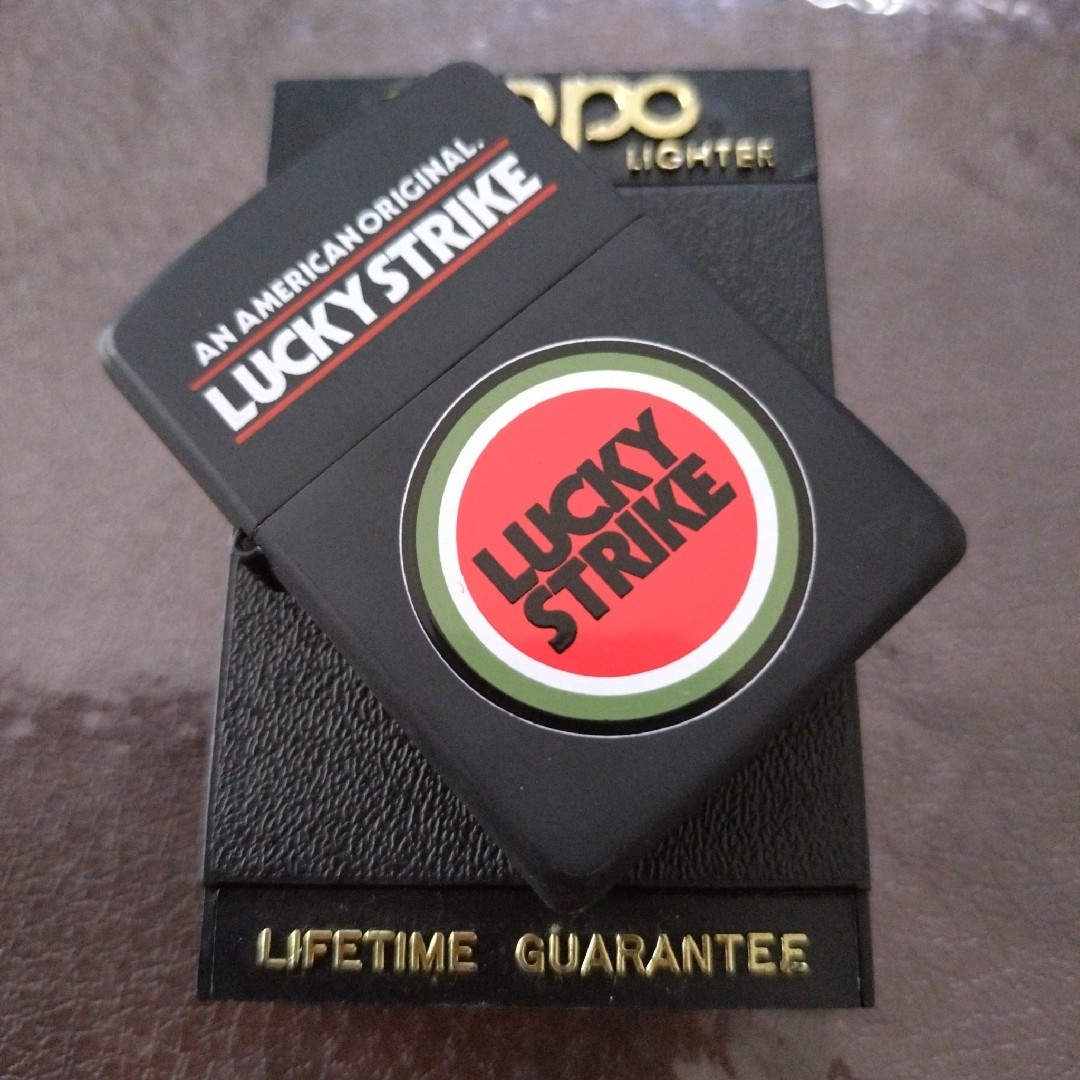 LIGHTER
AN AMERICAN ORIGINAL.
LUCKY STRIKE
LUCKY
STRIKE
LIFETIME GUARANTEE